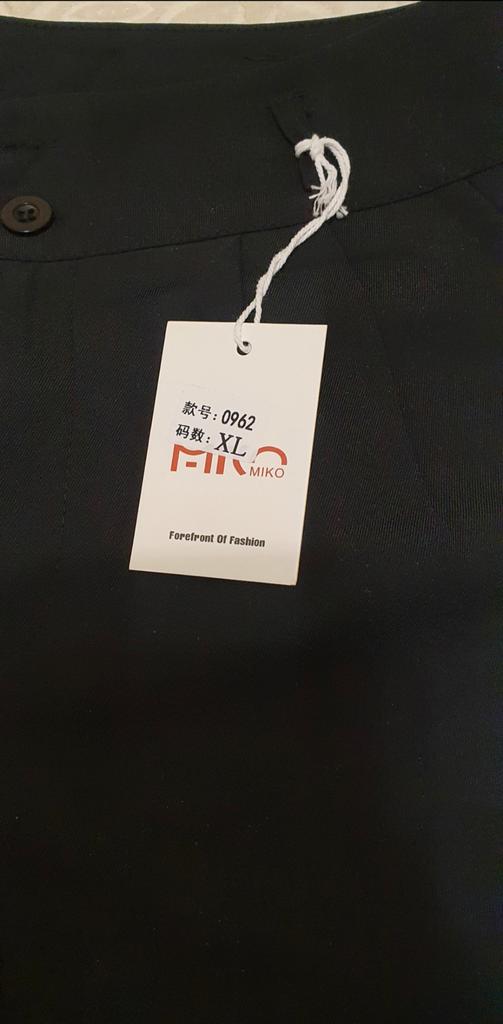 款号:0962
码数:XL
MIKO
Forefront Of Fashion